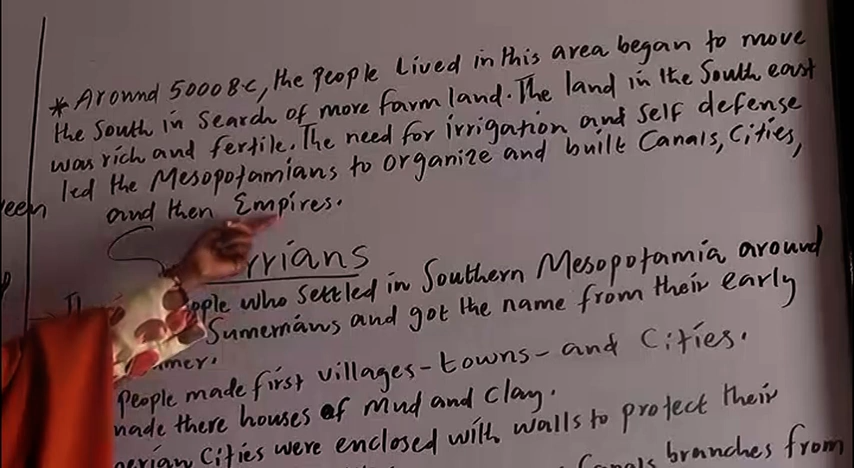 * Around 5000 B.C, the people Lived in this area began to move
the South in Search of more farm land. The land in the South east
was rich and fertile. The need for irrigation and Self defense
led the Mesopotamians to organize and built Canals, Cities,
and then Empires.
rrians
ople who settled in Southern Mesopotamia around
Sumerians and got the name from their early
mer.
people made first villages - towns - and Cities.
made there houses of Mud and Clay.
erian Cities were enclosed with walls to protect their
Canals branches from